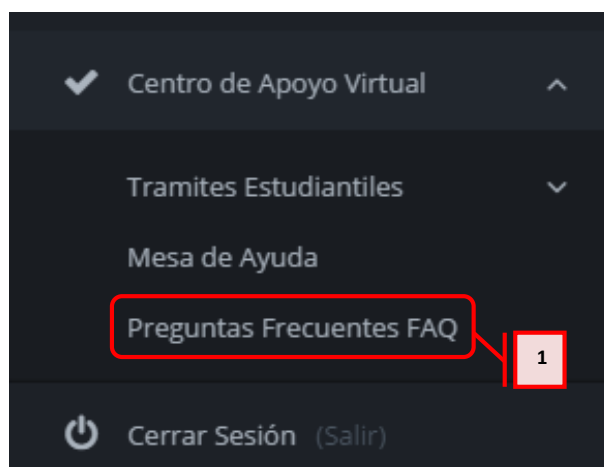 Centro de Apoyo Virtual
Tramites Estudiantiles
Mesa de Ayuda
Preguntas Frecuentes FAQ
1
Cerrar Sesión (Salir)